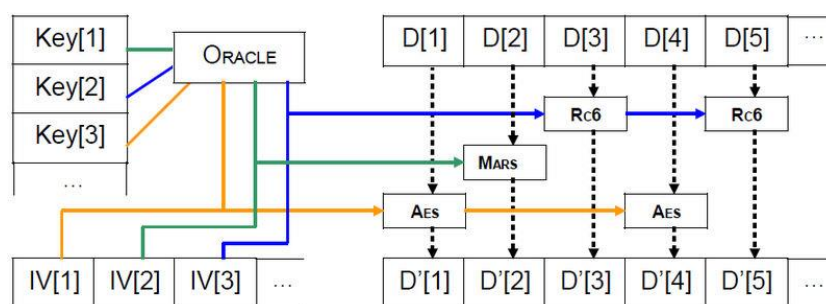 Key[1]
ORACLE
D[1] D[2] D[3] D[4] D[5] ...
Key[2]
Key[3]
RC6 RC6
MARS
...
AES AES
IV[1] IV[2] IV[3] ... D'[1] D'[2] D'[3] D'[4] D'[5] ...